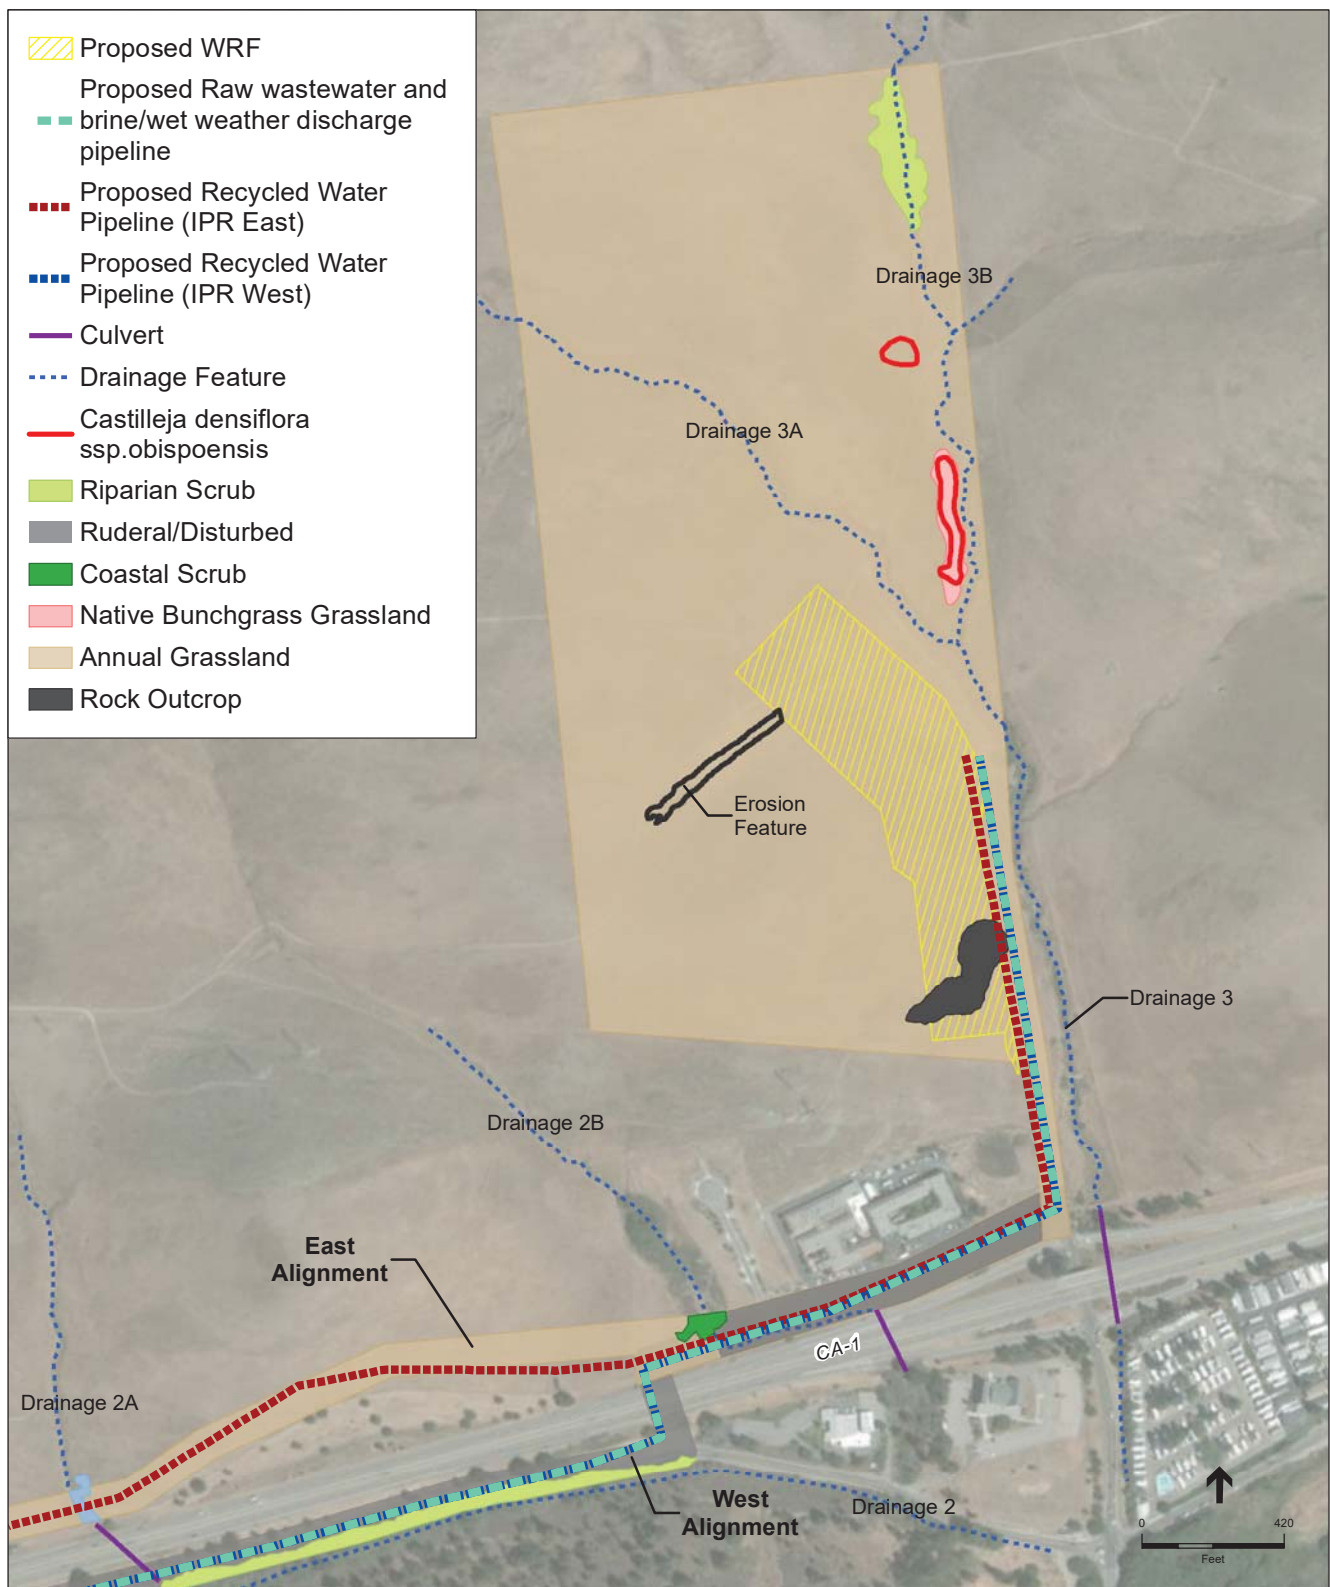 Proposed WRF
Proposed Raw wastewater and
brine/wet weather discharge
pipeline
Proposed Recycled Water
Pipeline (IPR East)
Proposed Recycled Water
Pipeline (IPR West)
Culvert
Drainage Feature
Castilleja densiflora
ssp.obispoensis
Riparian Scrub
Ruderal/Disturbed
Coastal Scrub
Native Bunchgrass Grassland
Annual Grassland
Rock Outcrop
Drainage 3B
Drainage 3A
Erosion
Feature
Drainage 3
Drainage 2B
East
Alignment
CA-1
Drainage 2A
West
Alignment
Drainage 2
0 420
Feet